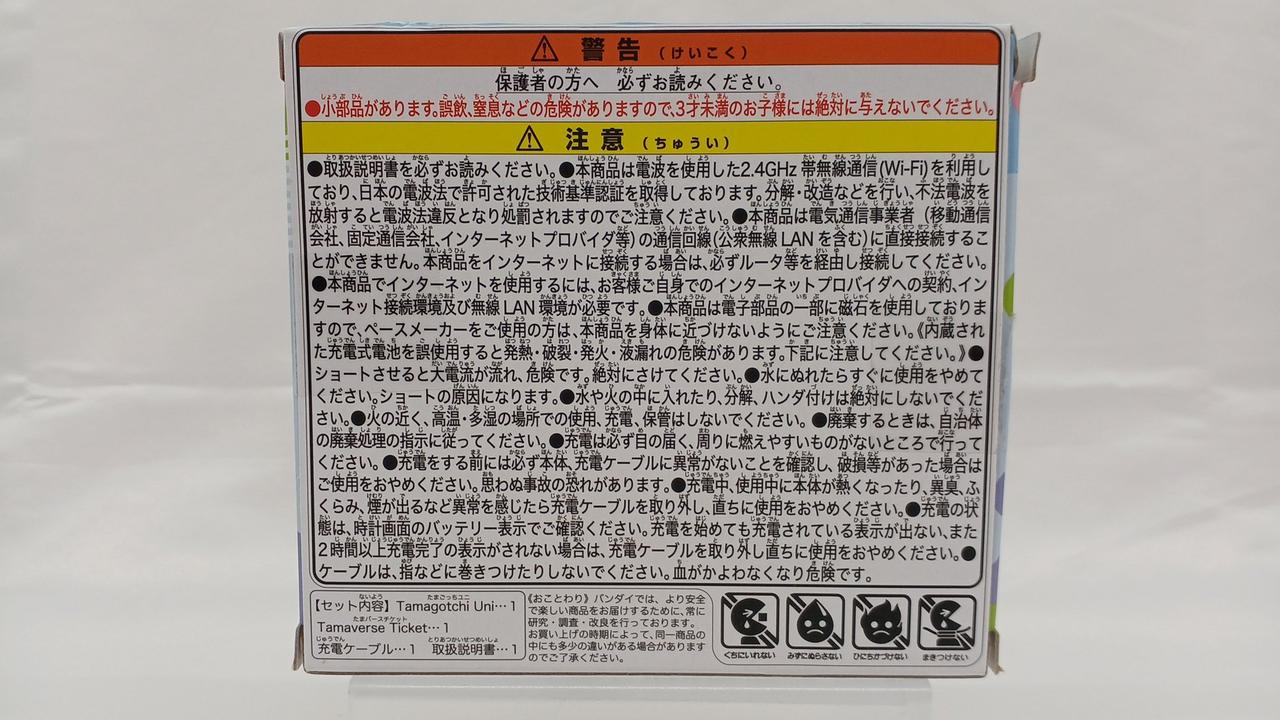 ⚠ 警告（けいこく）
保護者の方へ 必ずお読みください。
●小部品があります。誤飲、窒息などの危険がありますので、3才未満のお子様には絶対に与えないでください。
⚠ 注意（ちゅうい）
●取扱説明書を必ずお読みください。●本商品は電波を使用した2.4GHz 帯無線通信(Wi-Fi)を利用し
ており、日本の電波法で許可された技術基準認証を取得しております。分解・改造などを行い、不法電波を
放射すると電波法違反となり処罰されますのでご注意ください。●本商品は電気通信事業者（移動通信
会社、固定通信会社、インターネットプロバイダ等）の通信回線(公衆無線 LAN を含む)に直接接続するこ
とができません。本商品をインターネットに接続する場合は、必ずルータ等を経由し接続してください。
●本商品でインターネットを使用するには、お客様ご自身でのインターネットプロバイダへの契約、イン
ターネット接続環境及び無線 LAN 環境が必要です。●本商品は電子部品の一部に磁石を使用しておりま
すので、ペースメーカーをご使用の方は、本商品を身体に近づけないようにご注意ください。《内蔵され
た充電式電池を誤使用すると発熱・破裂・発火・液漏れの危険があります。下記に注意してください。》●
ショートさせると大電流が流れ、危険です。絶対にさけてください。●水にぬれたらすぐに使用をやめて
ください。ショートの原因になります。●水や火の中に入れたり、分解、ハンダ付けは絶対にしないでくだ
さい。●火の近く、高温・多湿の場所での使用、充電、保管はしないでください。●廃棄するときは、自治体
の廃棄処理の指示に従ってください。●充電は必ず目の届く、周りに燃えやすいものがないところで行って
ください。●充電をする前には必ず本体、充電ケーブルに異常がないことを確認し、破損等があった場合は
ご使用をおやめください。思わぬ事故の恐れがあります。●充電中、使用中に本体が熱くなったり、異臭、ふ
くらみ、煙が出るなど異常を感じたら充電ケーブルを取り外し、直ちに使用をおやめください。●充電の状
態は、時計画面のバッテリー表示でご確認ください。充電を始めても充電されている表示が出ない、また
2時間以上充電完了の表示がされない場合は、充電ケーブルを取り外し直ちに使用をおやめください。●
ケーブルは、指などに巻きつけたりしないでください。血がかよわなくなり危険です。
【セット内容】Tamagotchi Uni…1
Tamaverse Ticket…1
充電ケーブル…1 取扱説明書…1
《おことわり》バンダイでは、より安全
で楽しい商品をお届けするために、常に
研究・調査・改良を行っております。
お買い上げの時期によって、同一商品の
中にも多少の違いがある場合があります
のでご了承ください。
くちにいれない みずにぬらさない ひにちかづけない まきつけない